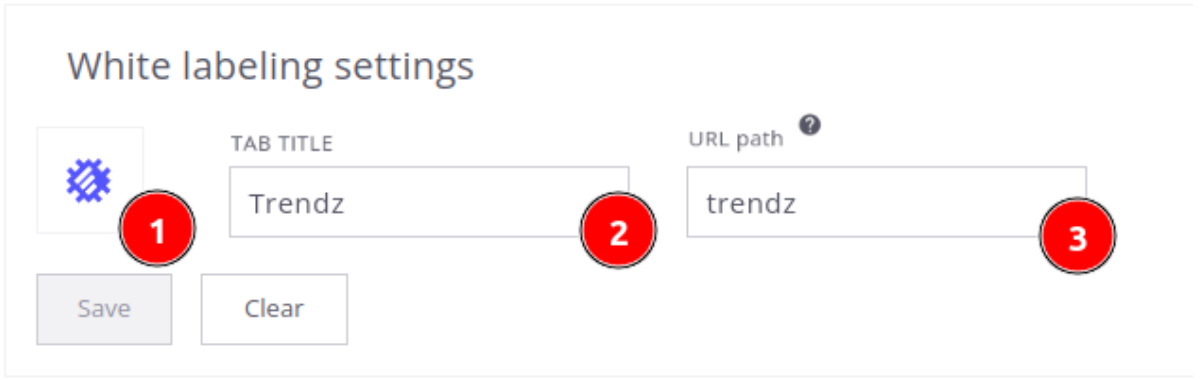 White labeling settings
TAB TITLE
URL path ?
Trendz
trendz
1
2
3
Save
Clear